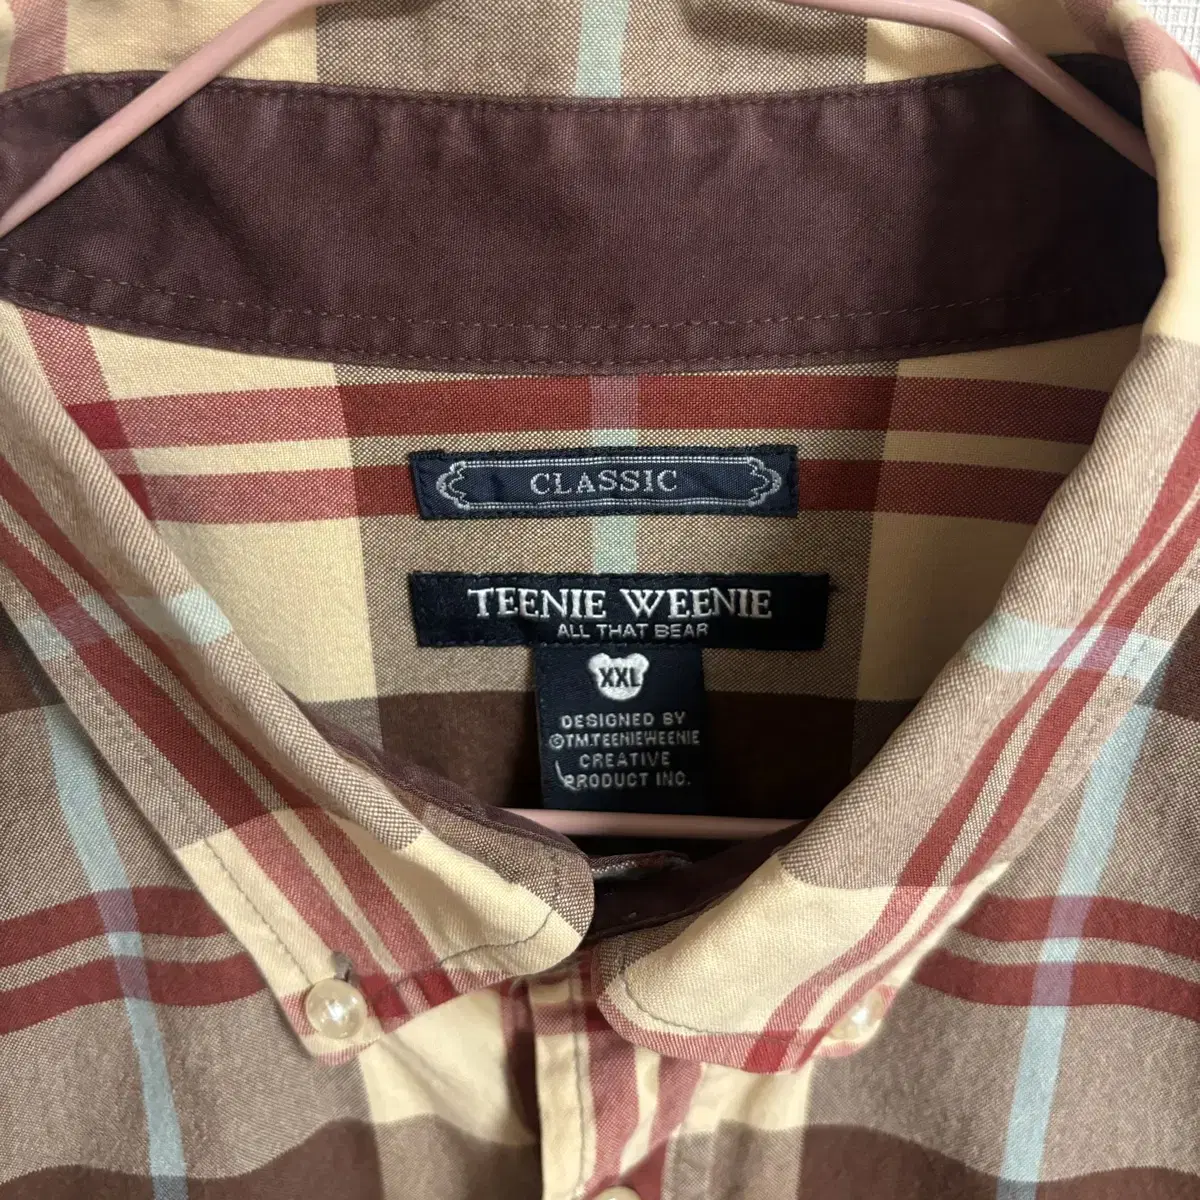 CLASSIC
TEENIE WEENIE
ALL THAT BEAR
XXL
DESIGNED BY
©TM.TEENIEWEENIE
CREATIVE
PRODUCT INC.